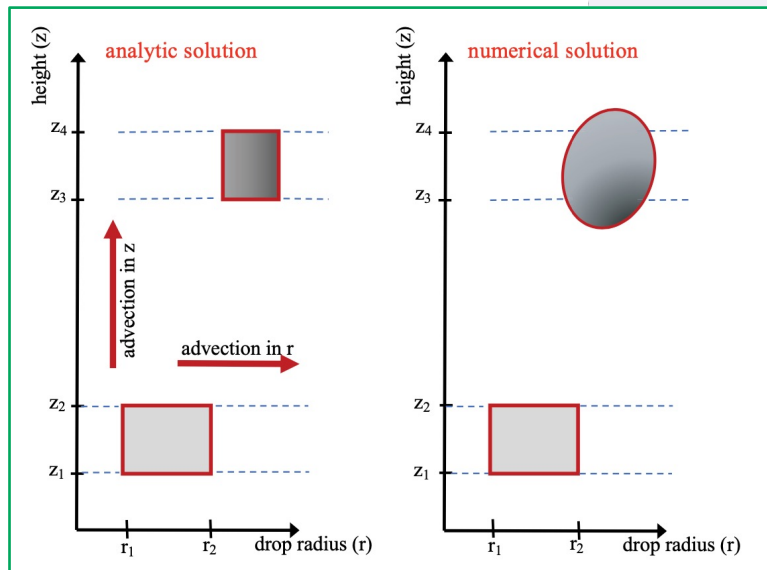 analytic solution
height (z)
z₄
z₃
advection in z
advection in r
z₂
z₁
r₁
r₂
drop radius (r)
numerical solution
height (z)
z₄
z₃
z₂
z₁
r₁
r₂
drop radius (r)